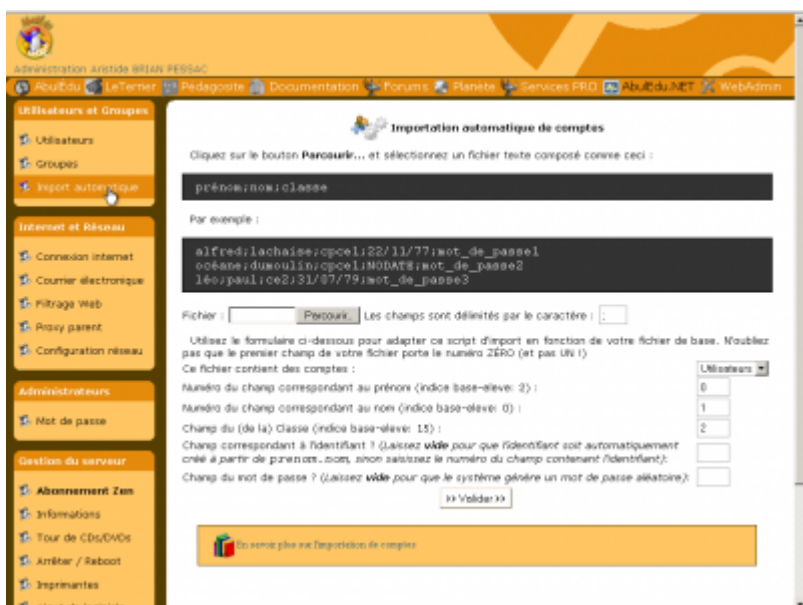 Administration Aristide BRIAN PESSAC
AbulEdu LeTerrier Pedagosite Documentation Forums Planète Services PRO AbulEdu.NET WebAdmin
Utilisateurs et Groupes
Utilisateurs
Groupes
Import automatique
Internet et Réseau
Connexion internet
Courrier électronique
Filtrage Web
Proxy parent
Configuration réseau
Administrateurs
Mot de passe
Gestion du serveur
Abonnement Zen
Informations
Tour de CDs/DVDs
Arrêter / Reboot
Imprimantes
Importation automatique de comptes
Cliquez sur le bouton Parcourir... et sélectionnez un fichier texte composé comme ceci :
prénom;nom;classe
Par exemple :
alfred;lachaise;cpce1;22/11/77;mot_de_passe1
océane;dumoulin;cpce1;NODATE;mot_de_passe2
léo;paul;ce2;31/07/79;mot_de_passe3
Fichier : Parcourir... Les champs sont délimités par le caractère : ;
Utilisez le formulaire ci-dessous pour adapter ce script d'import en fonction de votre fichier de base. N'oubliez
pas que le premier champ de votre fichier porte le numéro ZÉRO (et pas UN !)
Ce fichier contient des comptes : Utilisateurs
Numéro du champ correspondant au prénom (indice base-eleve: 2) : 0
Numéro du champ correspondant au nom (indice base-eleve: 0) : 1
Champ du (de la) Classe (indice base-eleve: 15) : 2
Champ correspondant à l'identifiant ? (Laissez vide pour que l'identifiant soit automatiquement
créé à partir de prenom.nom, sinon saisissez le numéro du champ contenant l'identifiant):
Champ du mot de passe ? (Laissez vide pour que le système génère un mot de passe aléatoire):
>> Valider >>
En savoir plus sur l'importation de comptes